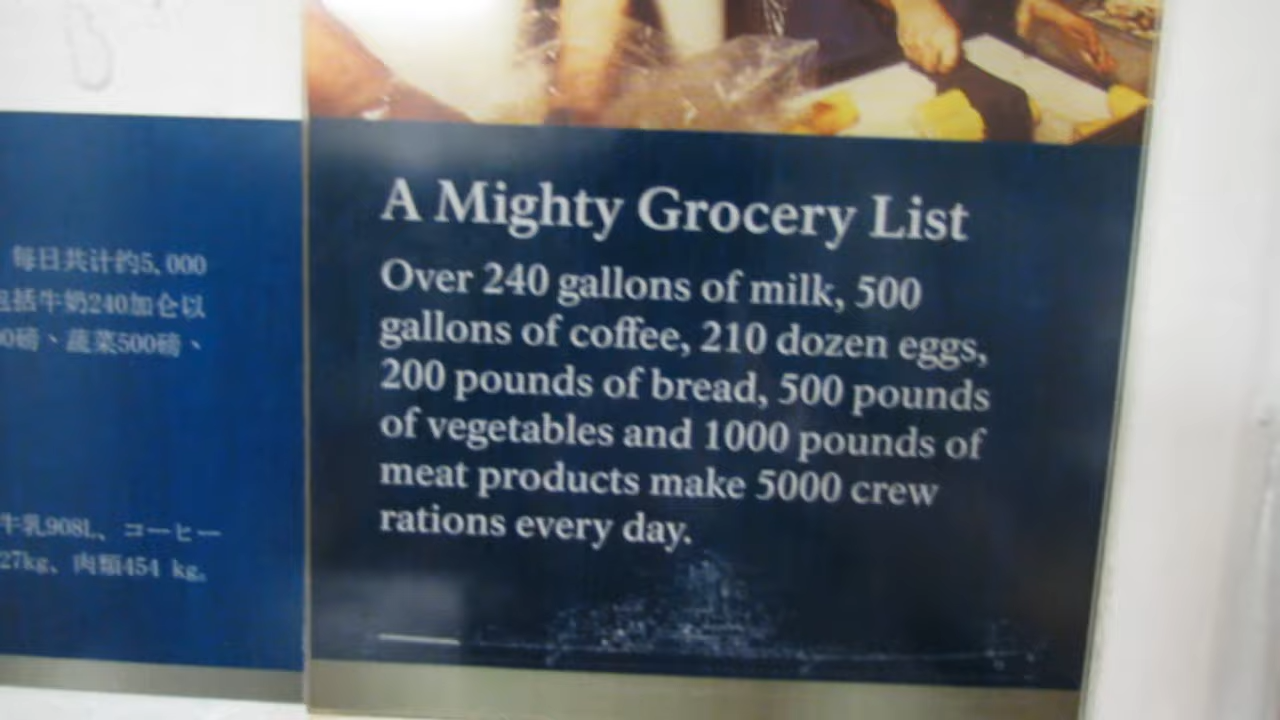 每日共计约5,000
包括牛奶240加仑以
0磅、蔬菜500磅、
牛乳908L、コーヒー
27kg、肉類454 kg。
A Mighty Grocery List
Over 240 gallons of milk, 500
gallons of coffee, 210 dozen eggs,
200 pounds of bread, 500 pounds
of vegetables and 1000 pounds of
meat products make 5000 crew
rations every day.